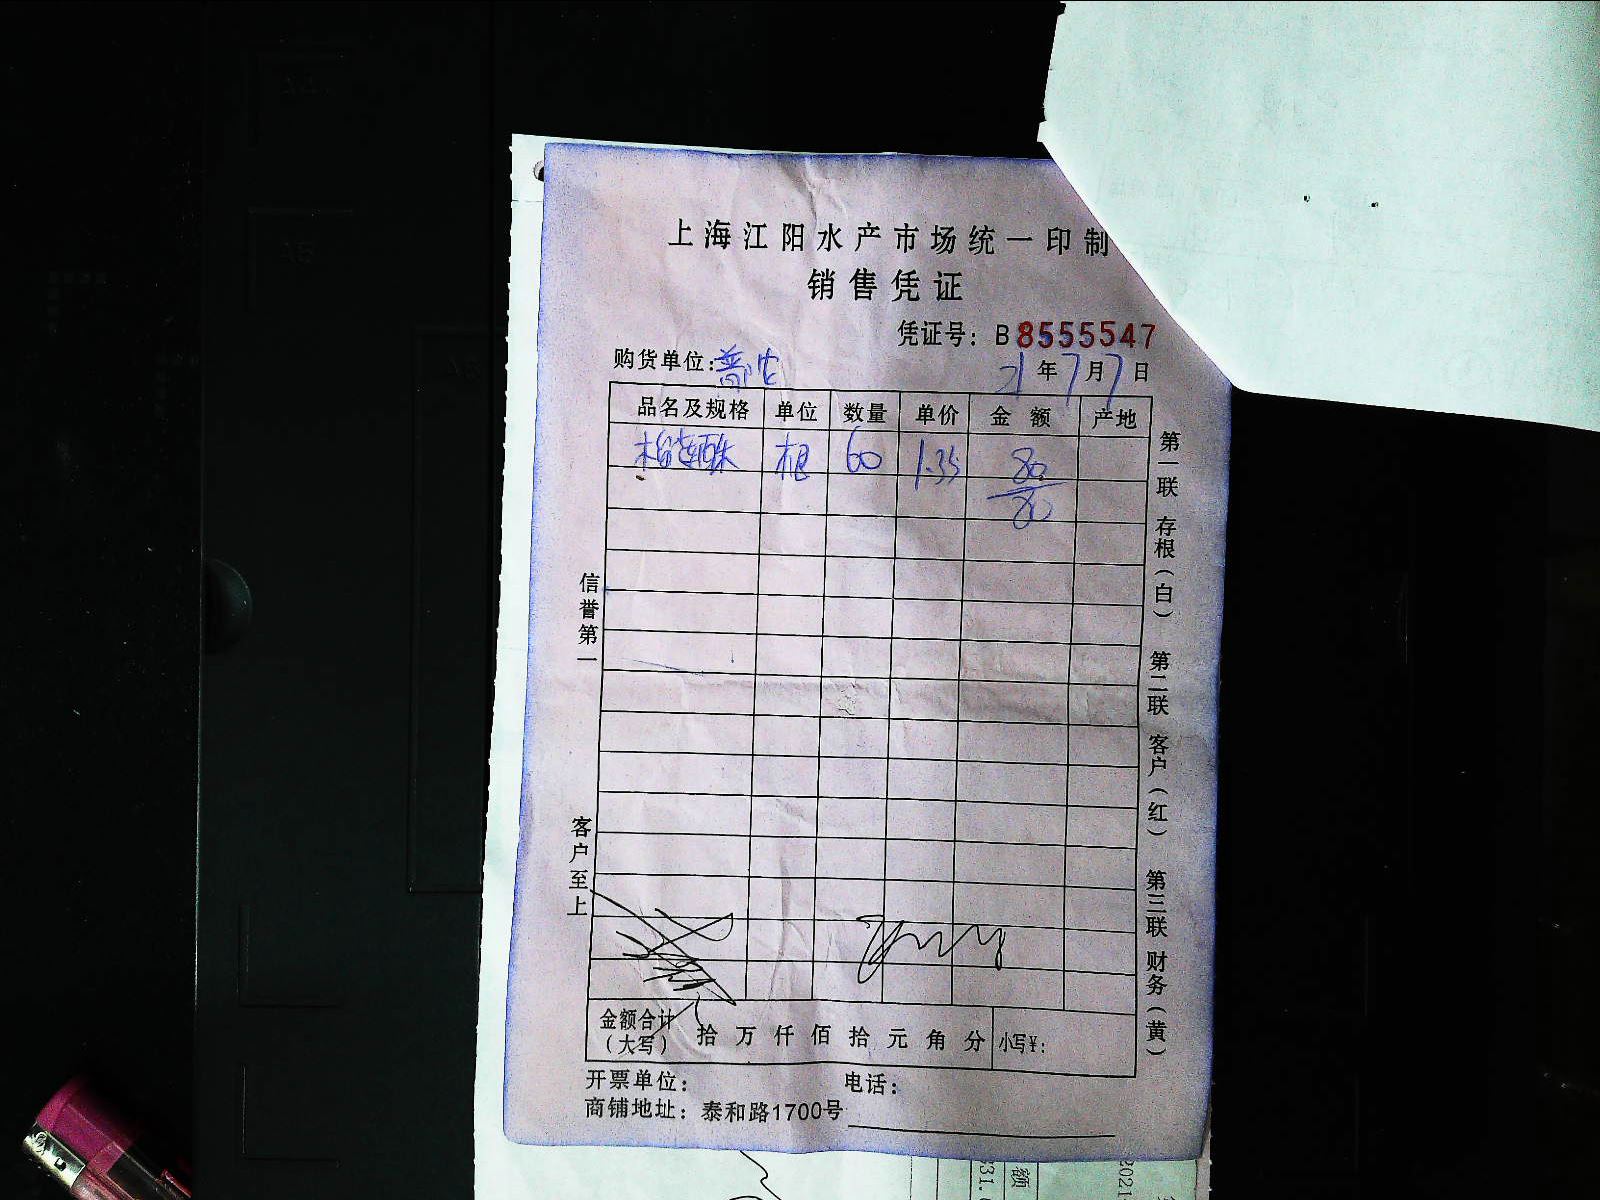 上海江阳水产市场统一印制
销售凭证
凭证号：B8555547
购货单位：普陀
21年7月7日
品名及规格 单位 数量 单价 金额 产地
根 60 1.35 80
80
信誉第一
客户至上
第一联 存根（白） 第二联 客户（红） 第三联 财务（黄）
金额合计（大写） 拾 万 仟 佰 拾 元 角 分 小写¥：
开票单位： 电话：
商铺地址：泰和路1700号
额
2021